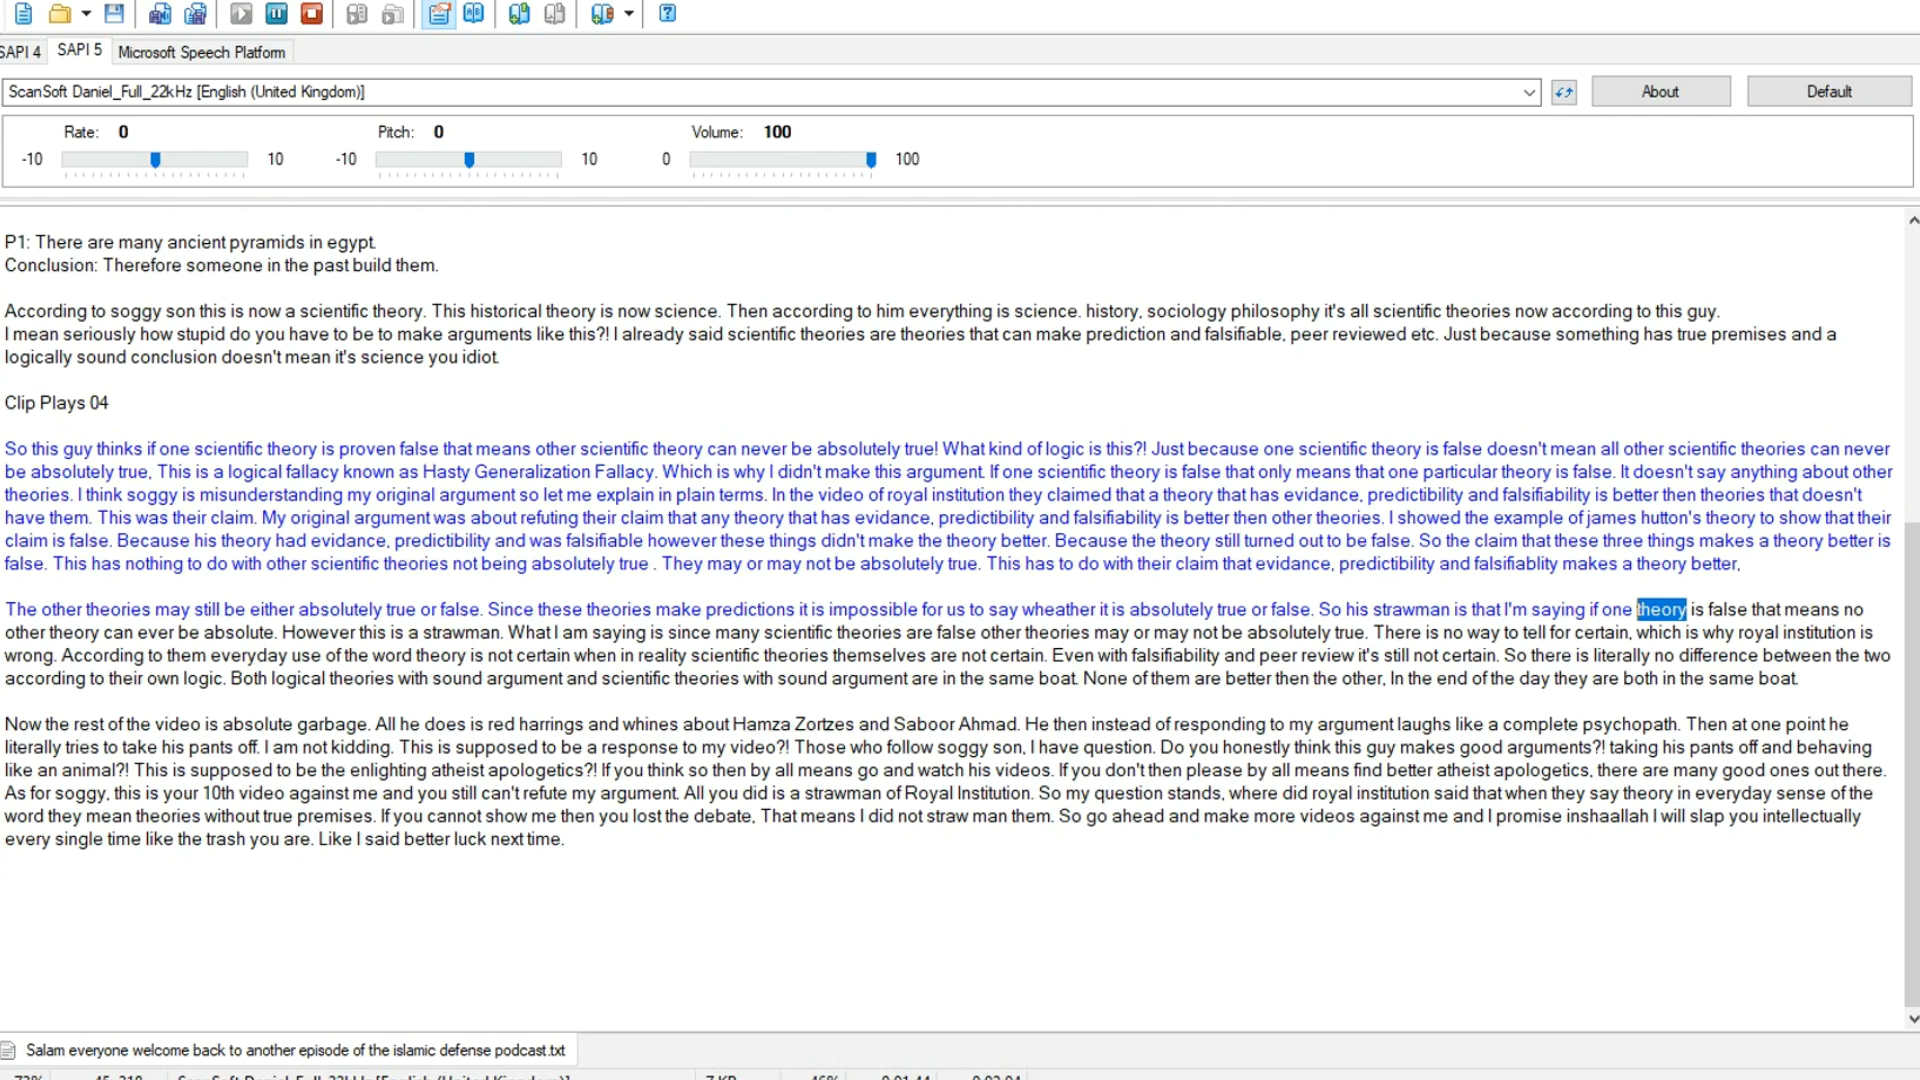 SAPI 4 SAPI 5 Microsoft Speech Platform
ScanSoft Daniel_Full_22kHz [English (United Kingdom)] About Default
Rate: 0 Pitch: 0 Volume: 100
-10 10 -10 10 0 100
P1: There are many ancient pyramids in egypt.
Conclusion: Therefore someone in the past build them.
According to soggy son this is now a scientific theory. This historical theory is now science. Then according to him everything is science. history, sociology philosophy it's all scientific theories now according to this guy.
I mean seriously how stupid do you have to be to make arguments like this?! I already said scientific theories are theories that can make prediction and falsifiable, peer reviewed etc. Just because something has true premises and a
logically sound conclusion doesn't mean it's science you idiot.
Clip Plays 04
So this guy thinks if one scientific theory is proven false that means other scientific theory can never be absolutely true! What kind of logic is this?! Just because one scientific theory is false doesn't mean all other scientific theories can never
be absolutely true, This is a logical fallacy known as Hasty Generalization Fallacy. Which is why I didn't make this argument. If one scientific theory is false that only means that one particular theory is false. It doesn't say anything about other
theories. I think soggy is misunderstanding my original argument so let me explain in plain terms. In the video of royal institution they claimed that a theory that has evidence, predictibility and falsifiability is better then theories that doesn't
have them. This was their claim. My original argument was about refuting their claim that any theory that has evidence, predictibility and falsifiability is better then other theories. I showed the example of james hutton's theory to show that their
claim is false. Because his theory had evidence, predictibility and was falsifiable however these things didn't make the theory better. Because the theory still turned out to be false. So the claim that these three things makes a theory better is
false. This has nothing to do with other scientific theories not being absolutely true . They may or may not be absolutely true. This has to do with their claim that evidence, predictibility and falsifiablity makes a theory better,
The other theories may still be either absolutely true or false. Since these theories make predictions it is impossible for us to say wheather it is absolutely true or false. So his strawman is that I'm saying if one theory is false that means no
other theory can ever be absolute. However this is a strawman. What I am saying is since many scientific theories are false other theories may or may not be absolutely true. There is no way to tell for certain, which is why royal institution is
wrong. According to them everyday use of the word theory is not certain when in reality scientific theories themselves are not certain. Even with falsifiability and peer review it's still not certain. So there is literally no difference between the two
according to their own logic. Both logical theories with sound argument and scientific theories with sound argument are in the same boat. None of them are better then the other, In the end of the day they are both in the same boat.
Now the rest of the video is absolute garbage. All he does is red harrings and whines about Hamza Zortzes and Saboor Ahmad. He then instead of responding to my argument laughs like a complete psychopath. Then at one point he
literally tries to take his pants off. I am not kidding. This is supposed to be a response to my video?! Those who follow soggy son, I have question. Do you honestly think this guy makes good arguments?! taking his pants off and behaving
like an animal?! This is supposed to be the enlighting atheist apologetics?! If you think so then by all means go and watch his videos. If you don't then please by all means find better atheist apologetics, there are many good ones out there.
As for soggy, this is your 10th video against me and you still can't refute my argument. All you did is a strawman of Royal Institution. So my question stands, where did royal institution said that when they say theory in everyday sense of the
word they mean theories without true premises. If you cannot show me then you lost the debate, That means I did not straw man them. So go ahead and make more videos against me and I promise inshaallah I will slap you intellectually
every single time like the trash you are. Like I said better luck next time.
Salam everyone welcome back to another episode of the islamic defense podcast.txt